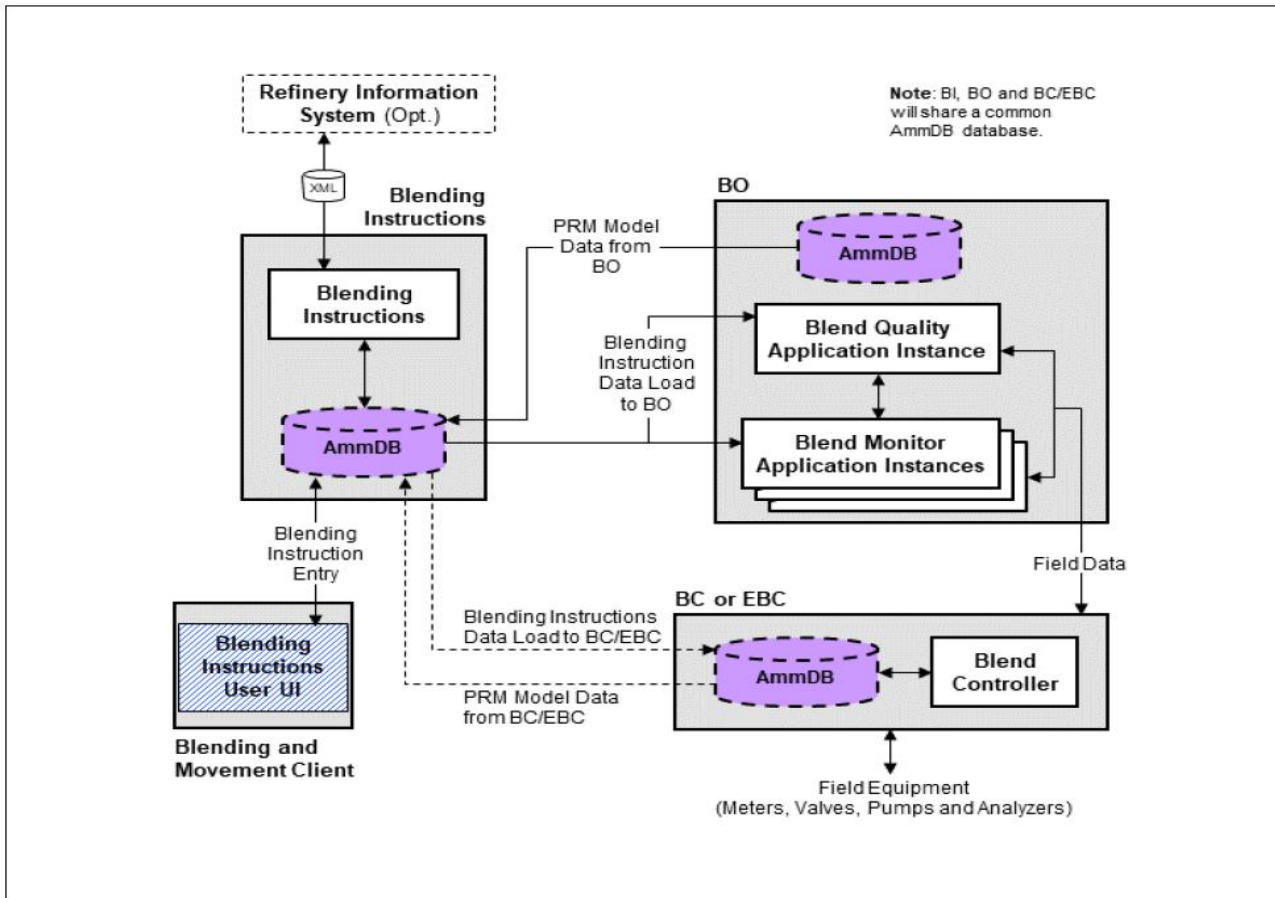 Refinery Information
System (Opt.)
Note: BI, BO and BC/EBC
will share a common
AmmDB database.
XML
Blending
Instructions
BO
PRM Model
Data from
BO
AmmDB
Blending
Instructions
Blend Quality
Application Instance
Blending
Instruction
Data Load
to BO
AmmDB
Blend Monitor
Application Instances
Blending
Instruction
Entry
Field Data
BC or EBC
Blending Instructions
Data Load to BC/EBC
Blending
Instructions
User UI
AmmDB
Blend
Controller
PRM Model Data
from BC/EBC
Blending and
Movement Client
Field Equipment
(Meters, Valves, Pumps and Analyzers)